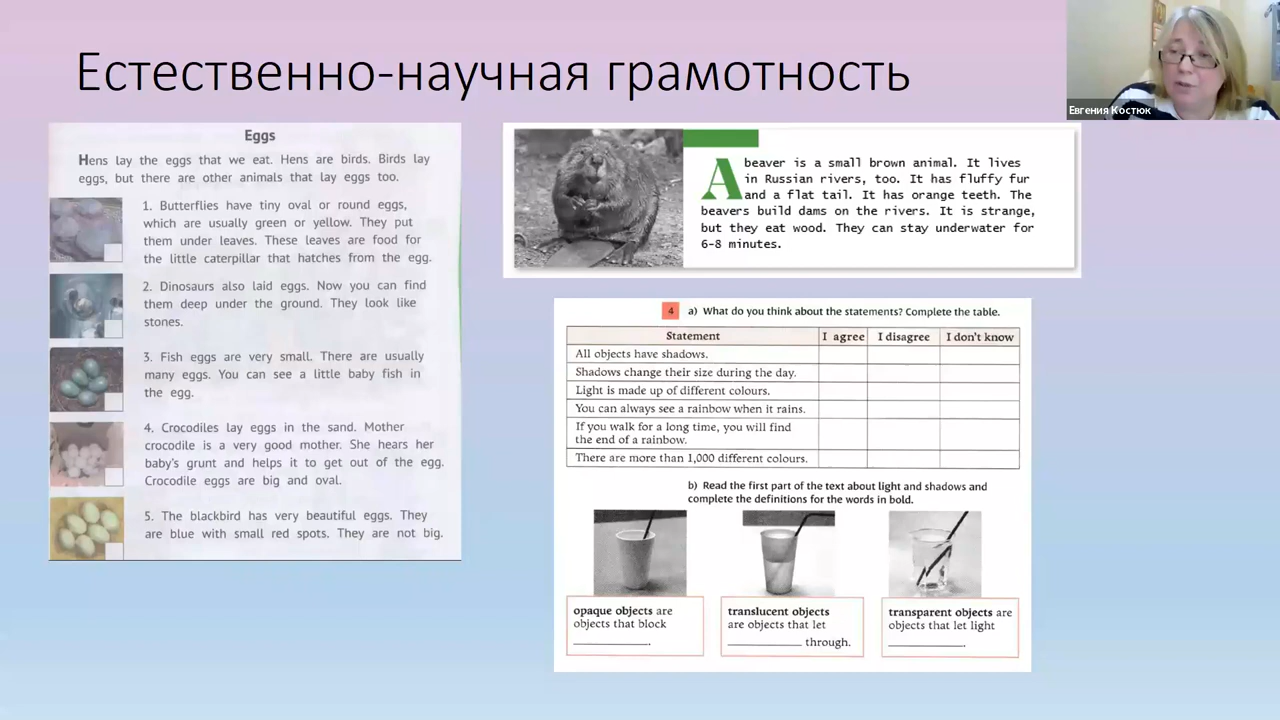 Естественно-научная грамотность
Евгения Костюк
Eggs
Hens lay the eggs that we eat. Hens are birds. Birds lay
eggs, but there are other animals that lay eggs too.
1. Butterflies have tiny oval or round eggs,
which are usually green or yellow. They put
them under leaves. These leaves are food for
the little caterpillar that hatches from the egg.
2. Dinosaurs also laid eggs. Now you can find
them deep under the ground. They look like
stones.
3. Fish eggs are very small. There are usually
many eggs. You can see a little baby fish in
the egg.
4. Crocodiles lay eggs in the sand. Mother
crocodile is a very good mother. She hears her
baby's grunt and helps it to get out of the egg.
Crocodile eggs are big and oval.
5. The blackbird has very beautiful eggs. They
are blue with small red spots. They are not big.
A beaver is a small brown animal. It lives
in Russian rivers, too. It has fluffy fur
and a flat tail. It has orange teeth. The
beavers build dams on the rivers. It is strange,
but they eat wood. They can stay underwater for
6-8 minutes.
4 a) What do you think about the statements? Complete the table.
Statement I agree I disagree I don't know
All objects have shadows.
Shadows change their size during the day.
Light is made up of different colours.
You can always see a rainbow when it rains.
If you walk for a long time, you will find
the end of a rainbow.
There are more than 1,000 different colours.
b) Read the first part of the text about light and shadows and
complete the definitions for the words in bold.
opaque objects are
objects that block
____________.
translucent objects
are objects that let
____________ through.
transparent objects are
objects that let light
____________.